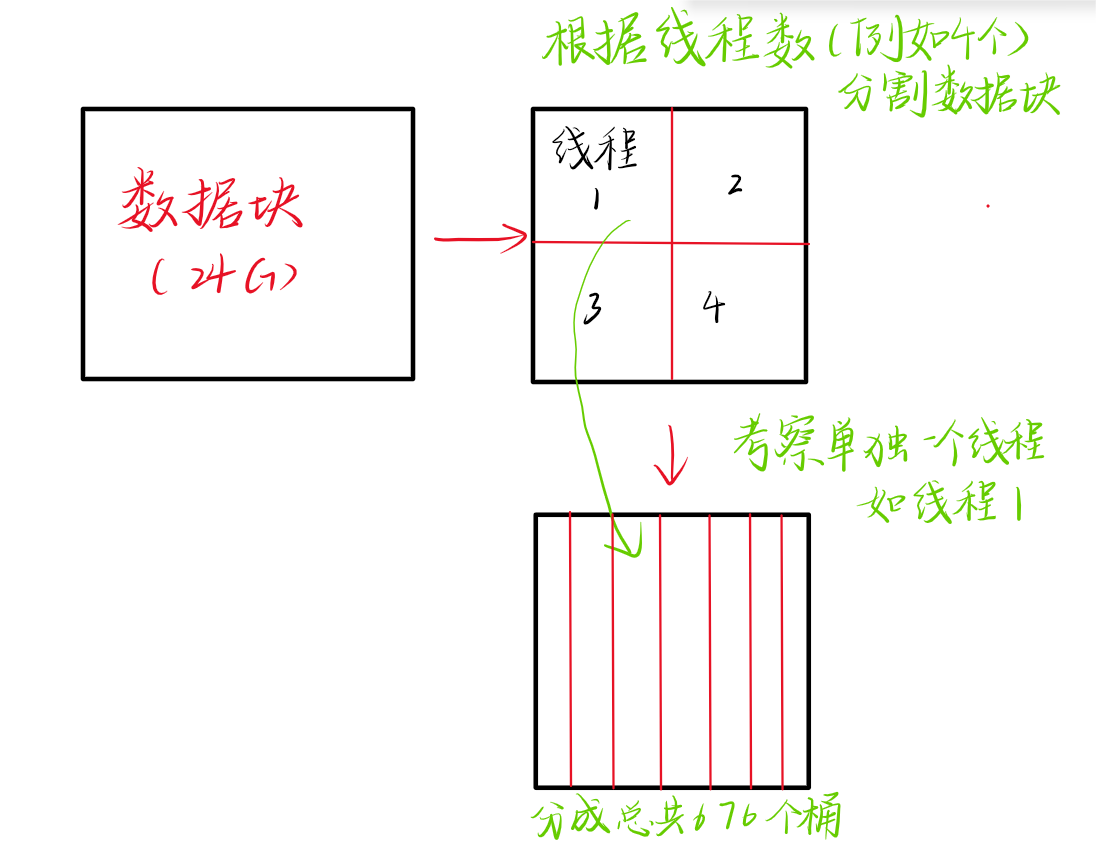 根据线程数(例如4个)
分割数据块
数据块
(24G)
线程
1
2
3
4
考察单独一个线程
如线程1
分成总共676个桶